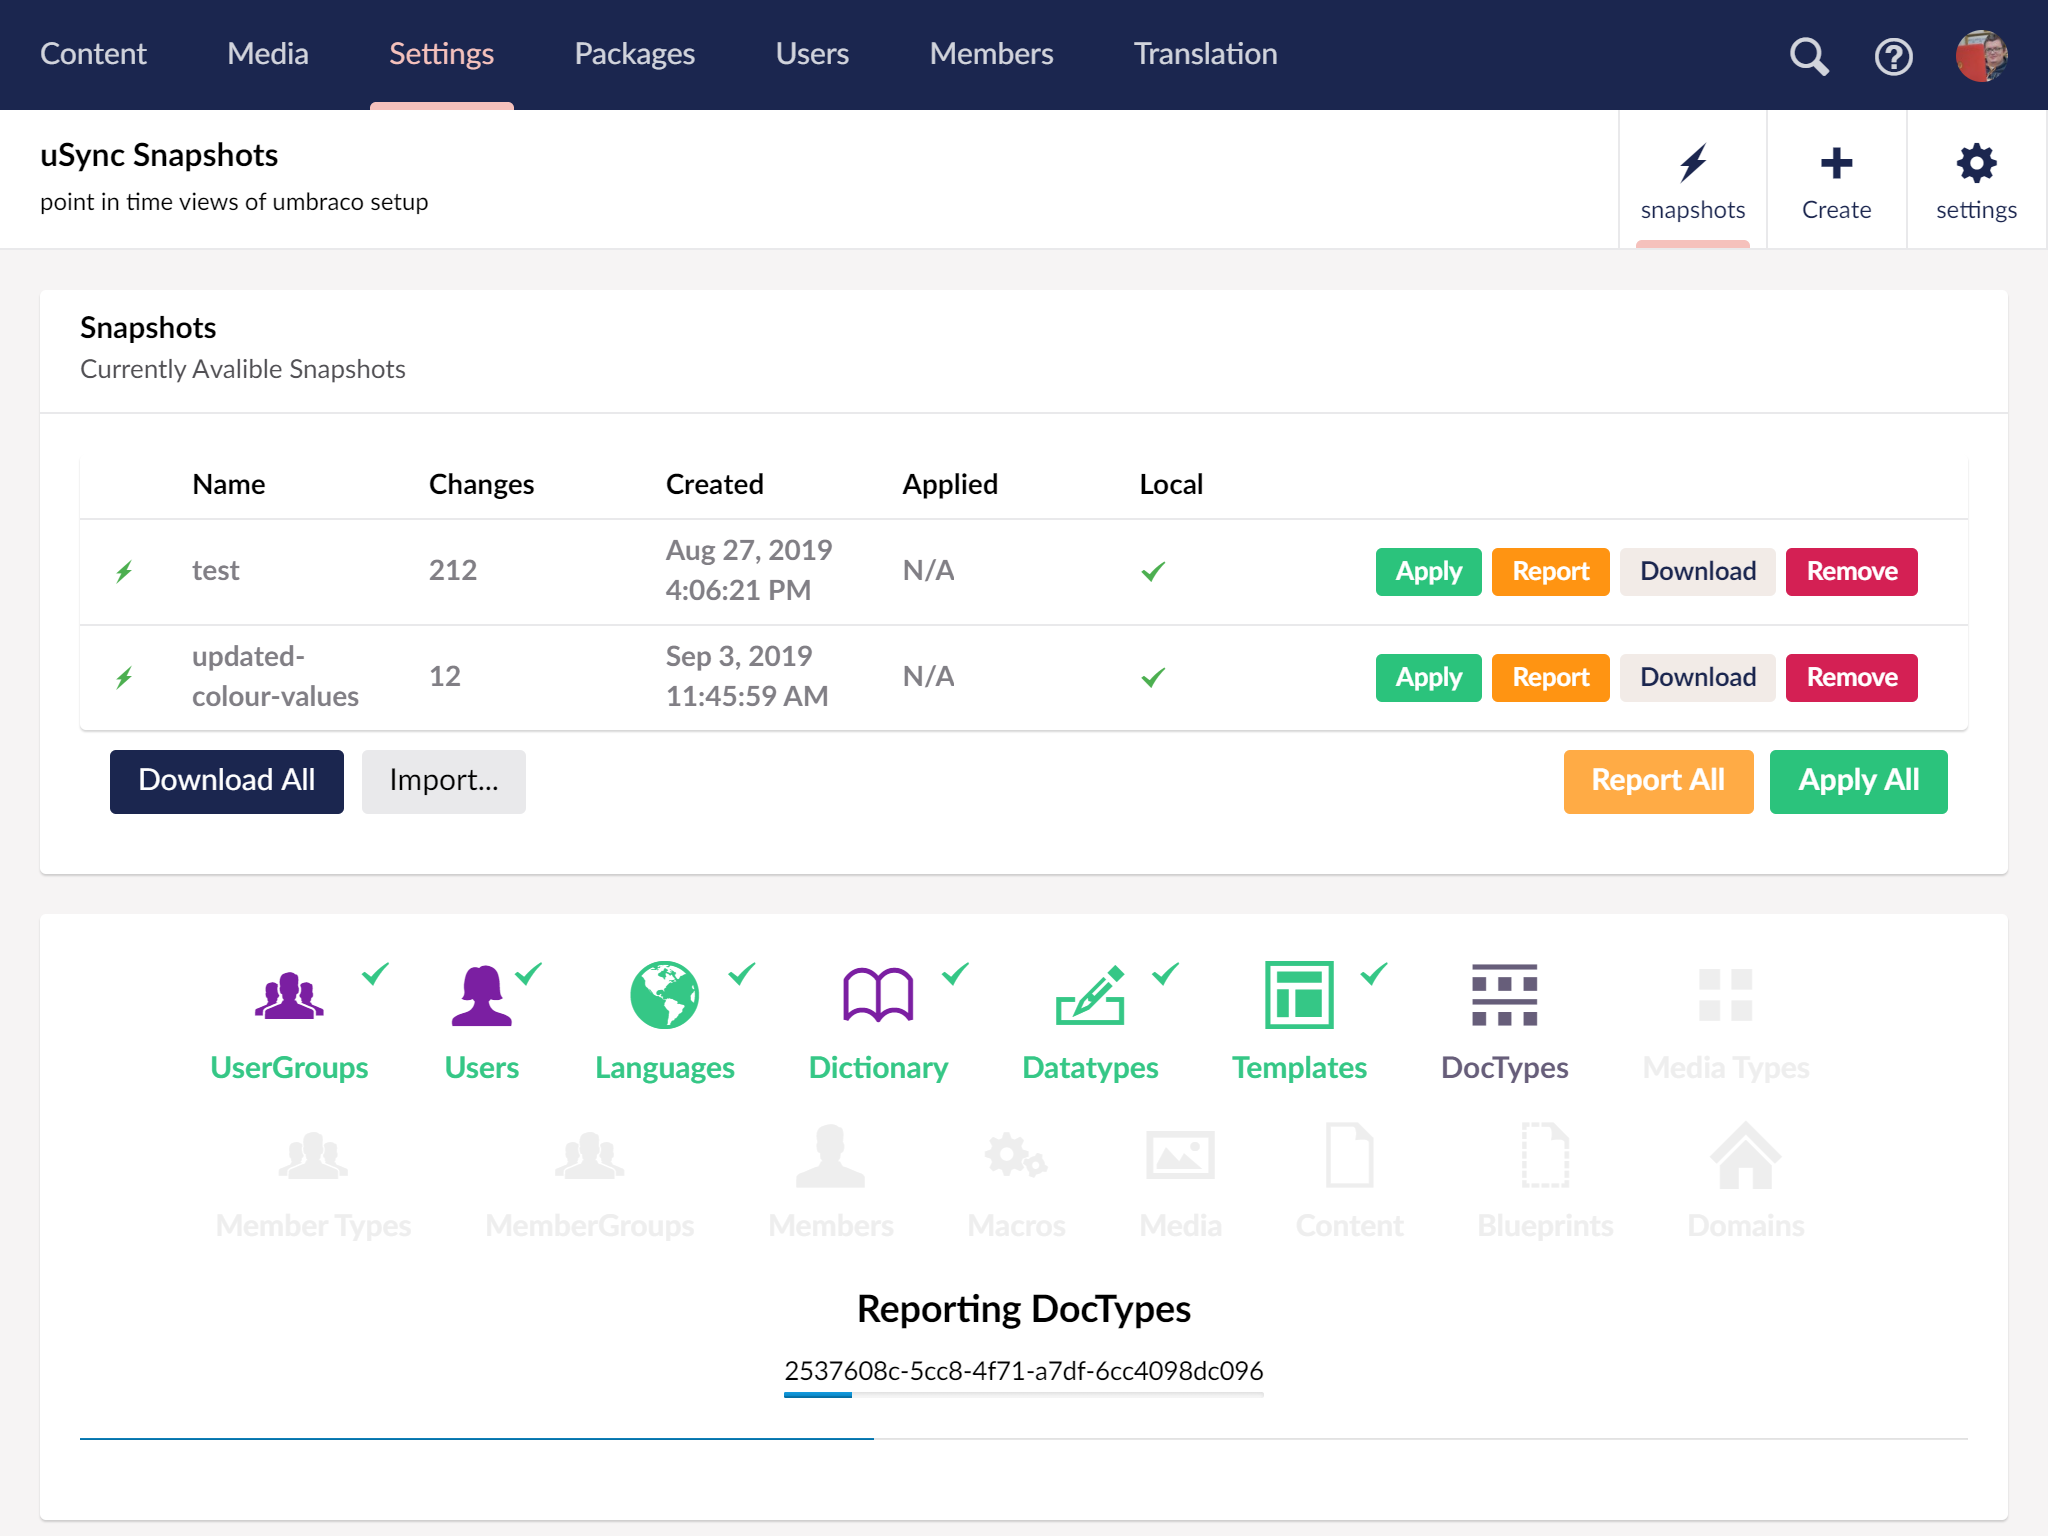 Content Media Settings Packages Users Members Translation
uSync Snapshots
point in time views of umbraco setup
snapshots Create settings
Snapshots
Currently Avalible Snapshots
Name Changes Created Applied Local
test 212 Aug 27, 2019 4:06:21 PM N/A Apply Report Download Remove
updated-colour-values 12 Sep 3, 2019 11:45:59 AM N/A Apply Report Download Remove
Download All Import... Report All Apply All
UserGroups Users Languages Dictionary Datatypes Templates DocTypes Media Types
Member Types MemberGroups Members Macros Media Content Blueprints Domains
Reporting DocTypes
2537608c-5cc8-4f71-a7df-6cc4098dc096